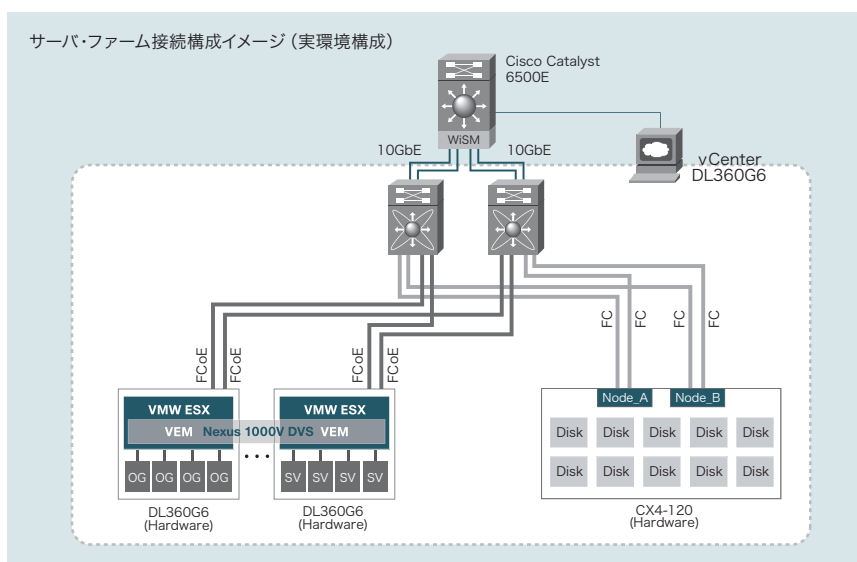 サーバ・ファーム接続構成イメージ（実環境構成）
Cisco Catalyst
6500E
WiSM
10GbE
10GbE
vCenter
DL360G6
FCoE
FCoE
FCoE
FCoE
FC
FC
FC
FC
VMW ESX
VMW ESX
VEM Nexus 1000V DVS VEM
OG OG OG OG
...
SV SV SV SV
DL360G6
(Hardware)
DL360G6
(Hardware)
Node_A
Node_B
Disk Disk Disk Disk Disk
Disk Disk Disk Disk Disk
CX4-120
(Hardware)